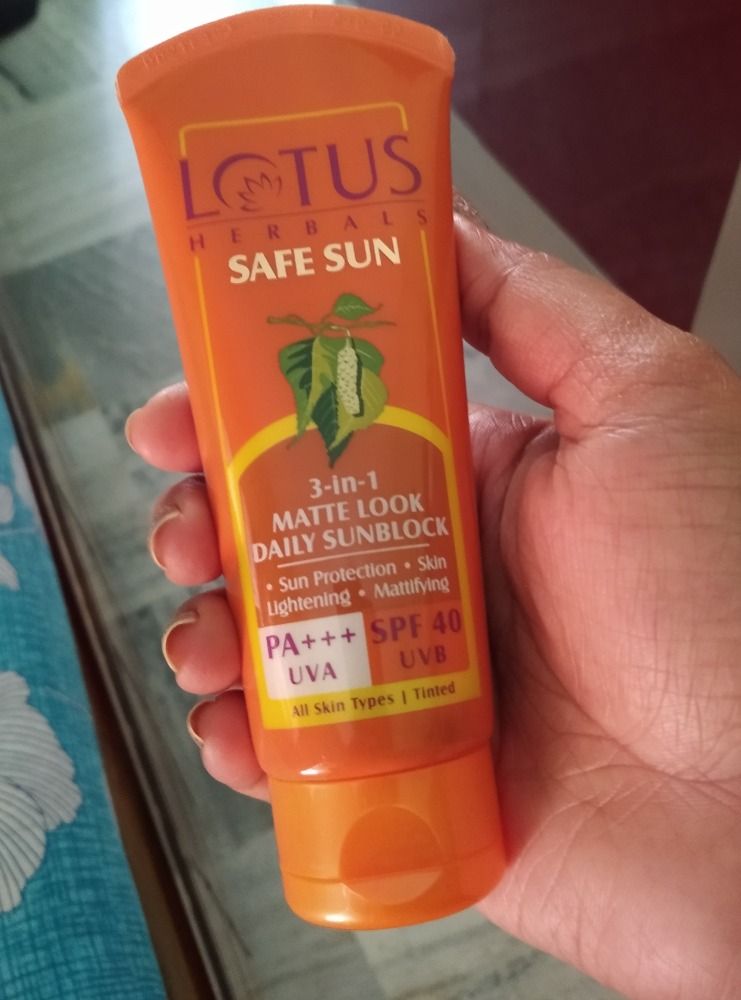 LOTUS
HERBALS
SAFE SUN
3-in-1
MATTE LOOK
DAILY SUNBLOCK
• Sun Protection • Skin
Lightening • Mattifying
PA+++ SPF 40
UVA UVB
All Skin Types | Tinted